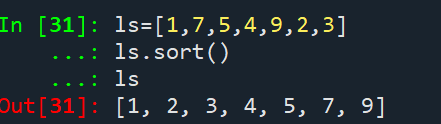 In [31]: ls=[1,7,5,4,9,2,3]
...: ls.sort()
...: ls
Out[31]: [1, 2, 3, 4, 5, 7, 9]